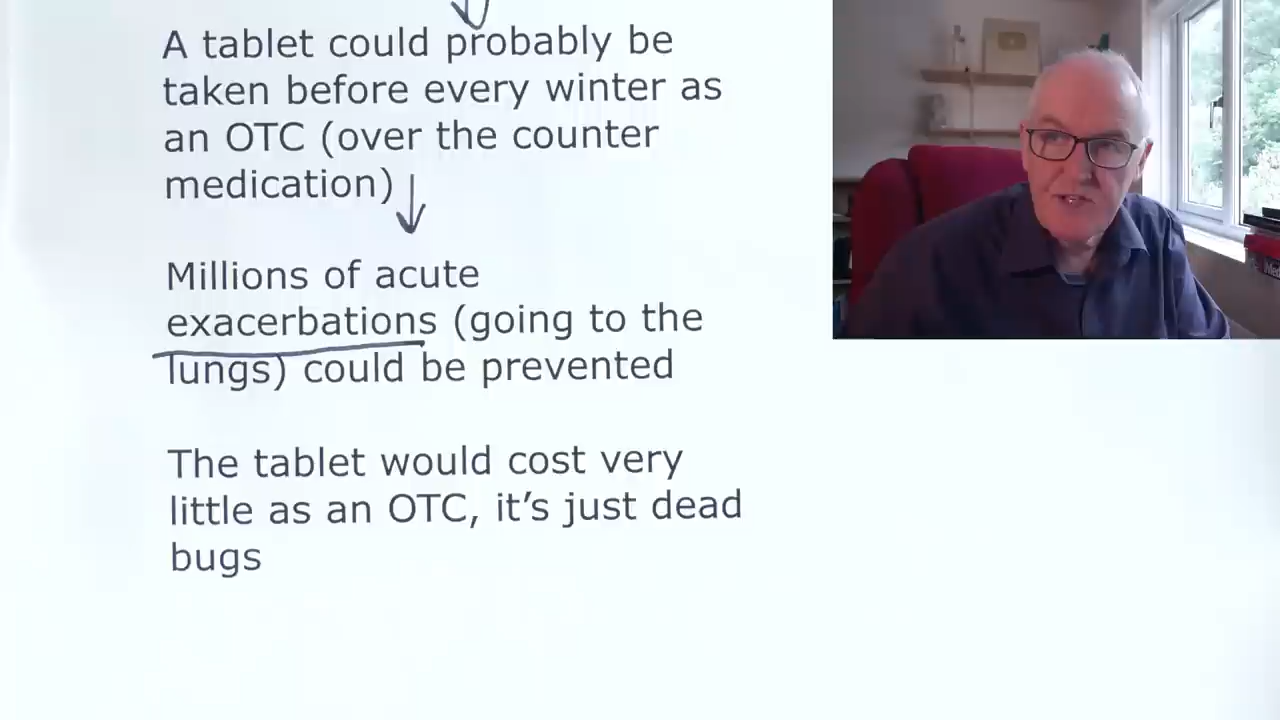 A tablet could probably be
taken before every winter as
an OTC (over the counter
medication)
Millions of acute
exacerbations (going to the
lungs) could be prevented
The tablet would cost very
little as an OTC, it's just dead
bugs